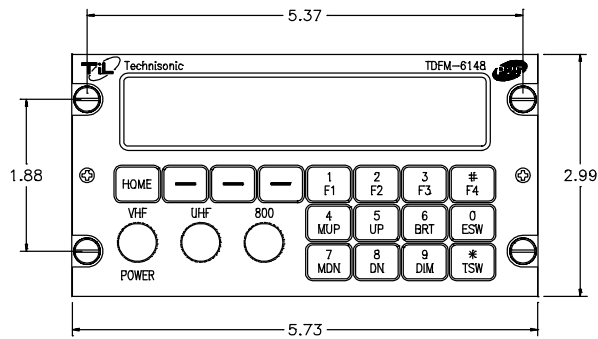 5.37
TiL Technisonic TDFM-6148
1.88
2.99
HOME 1 2 3 #
F1 F2 F3 F4
VHF UHF 800
4 5 6 0
MUP UP BRT ESW
7 8 9 *
MDN DN DIM TSW
POWER
5.73